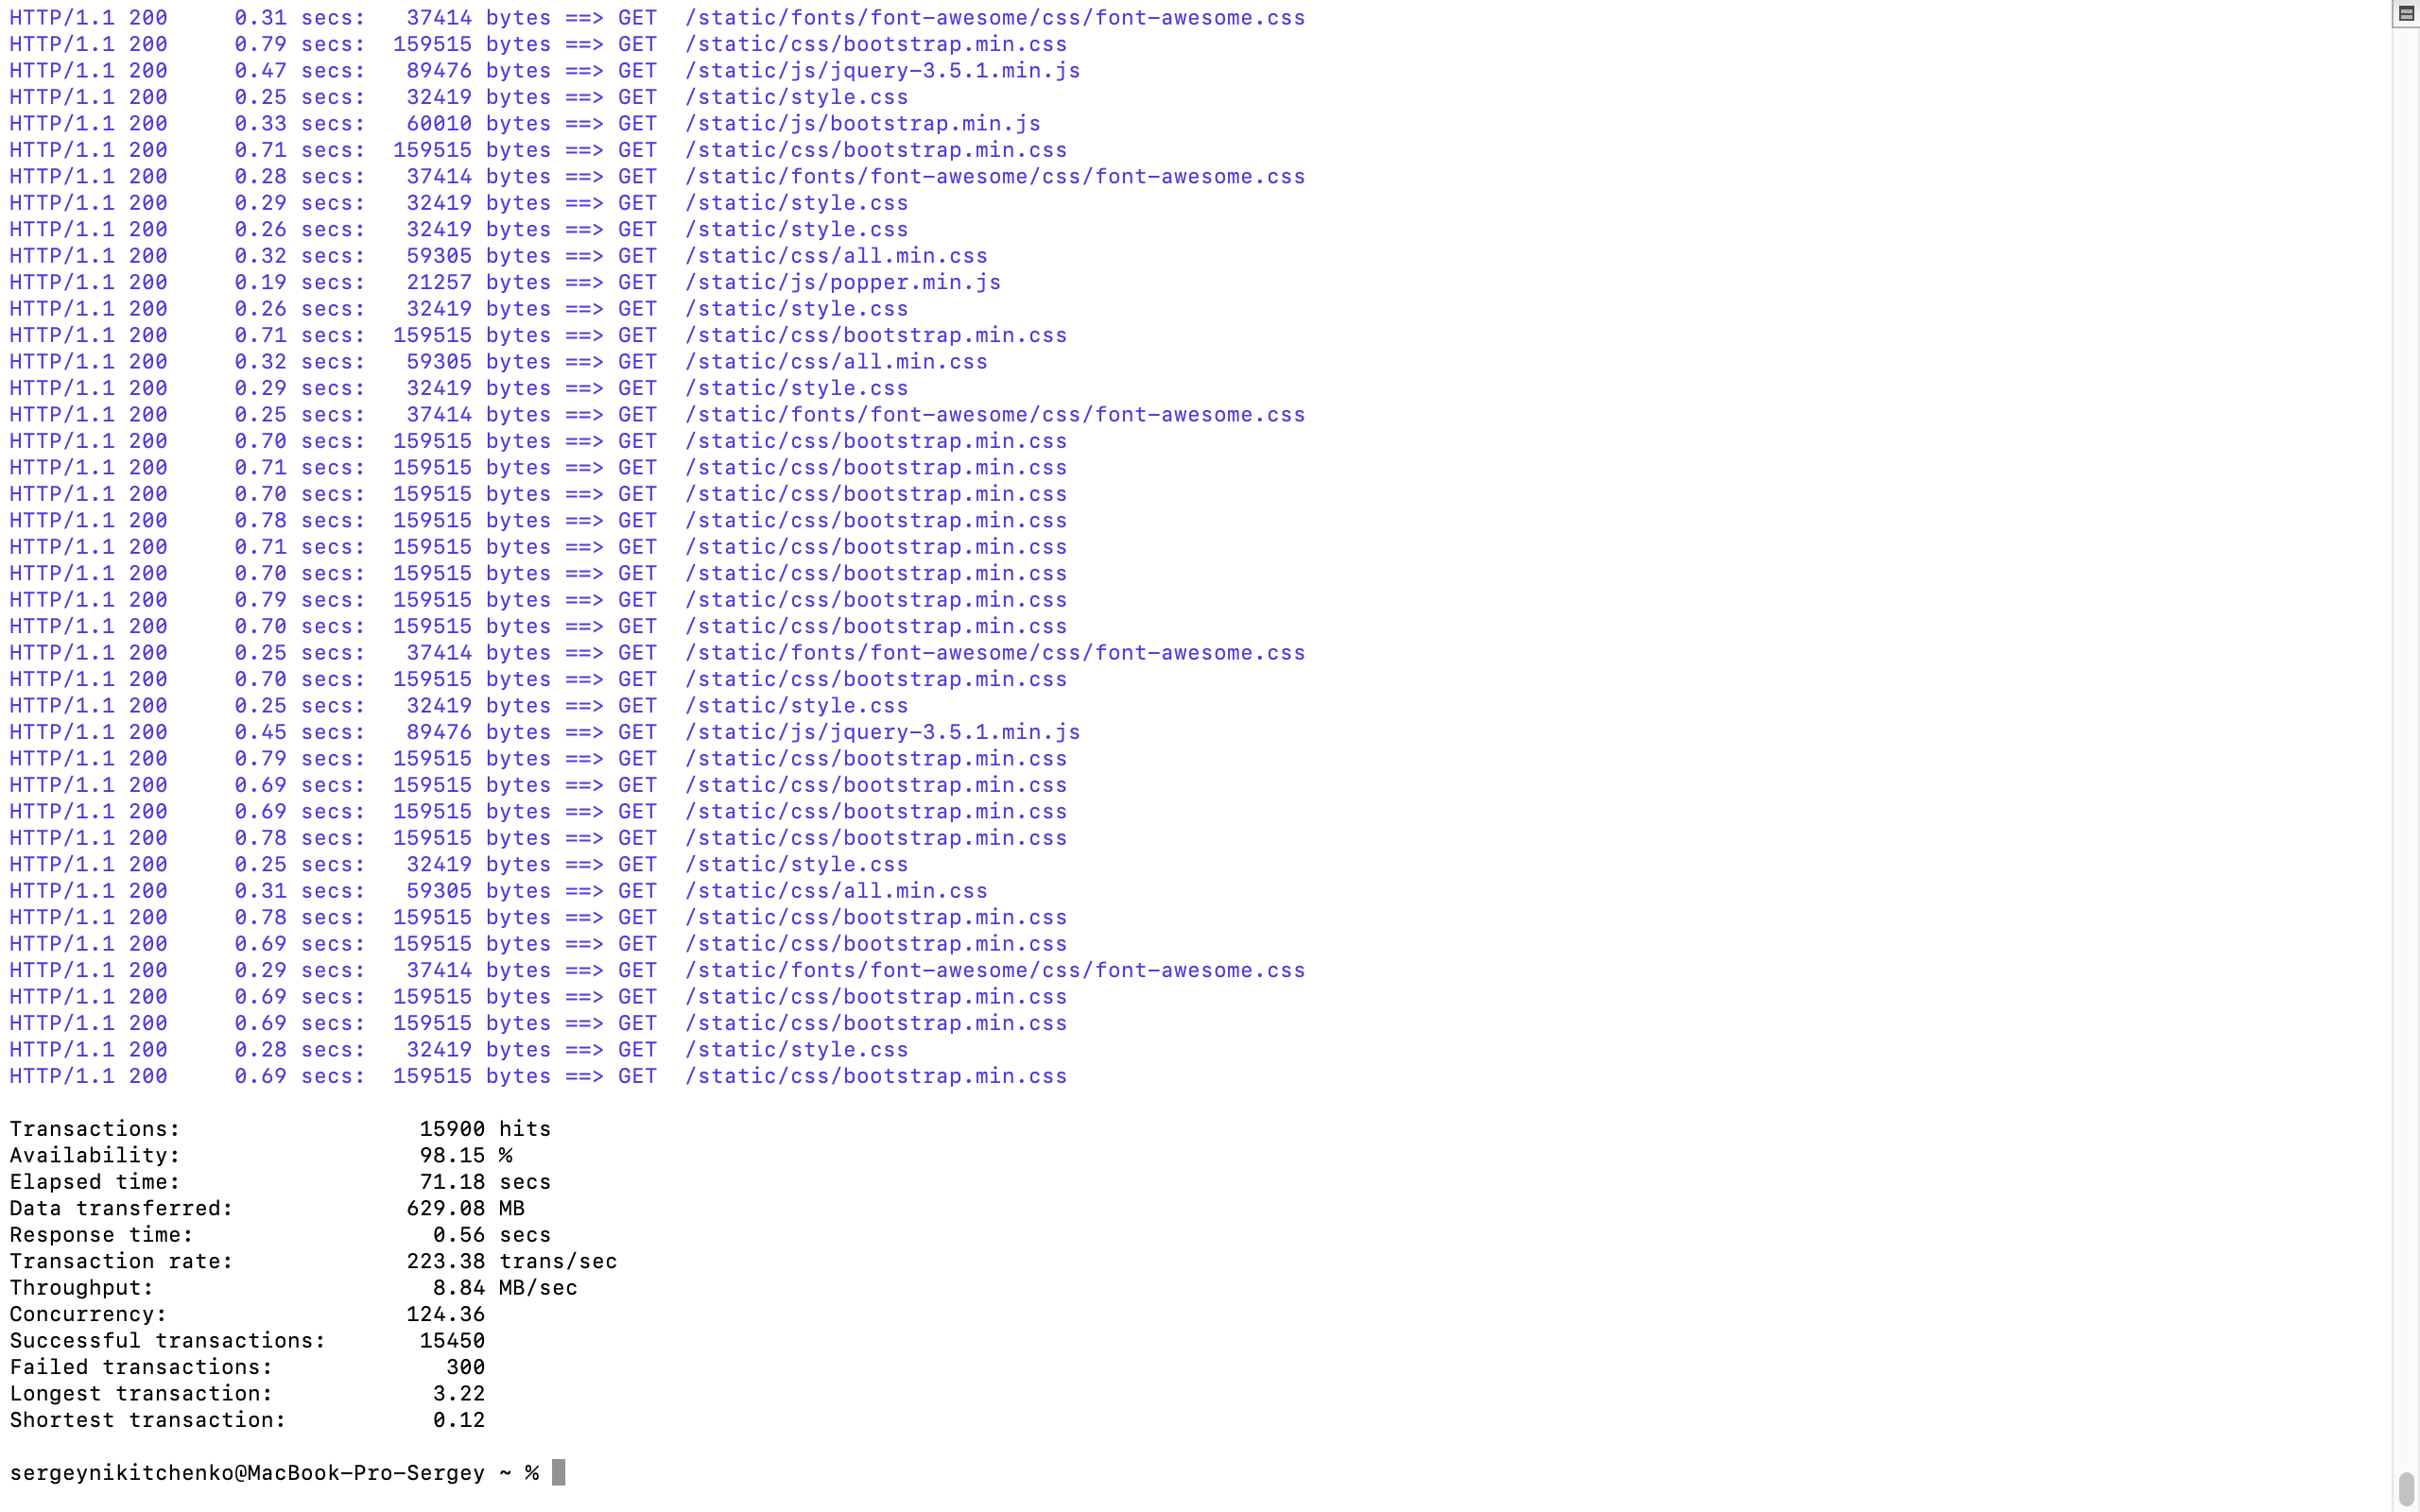 HTTP/1.1 200     0.31 secs:   37414 bytes ==> GET  /static/fonts/font-awesome/css/font-awesome.css
HTTP/1.1 200     0.79 secs:  159515 bytes ==> GET  /static/css/bootstrap.min.css
HTTP/1.1 200     0.47 secs:   89476 bytes ==> GET  /static/js/jquery-3.5.1.min.js
HTTP/1.1 200     0.25 secs:   32419 bytes ==> GET  /static/style.css
HTTP/1.1 200     0.33 secs:   60010 bytes ==> GET  /static/js/bootstrap.min.js
HTTP/1.1 200     0.71 secs:  159515 bytes ==> GET  /static/css/bootstrap.min.css
HTTP/1.1 200     0.28 secs:   37414 bytes ==> GET  /static/fonts/font-awesome/css/font-awesome.css
HTTP/1.1 200     0.29 secs:   32419 bytes ==> GET  /static/style.css
HTTP/1.1 200     0.26 secs:   32419 bytes ==> GET  /static/style.css
HTTP/1.1 200     0.32 secs:   59305 bytes ==> GET  /static/css/all.min.css
HTTP/1.1 200     0.19 secs:   21257 bytes ==> GET  /static/js/popper.min.js
HTTP/1.1 200     0.26 secs:   32419 bytes ==> GET  /static/style.css
HTTP/1.1 200     0.71 secs:  159515 bytes ==> GET  /static/css/bootstrap.min.css
HTTP/1.1 200     0.32 secs:   59305 bytes ==> GET  /static/css/all.min.css
HTTP/1.1 200     0.29 secs:   32419 bytes ==> GET  /static/style.css
HTTP/1.1 200     0.25 secs:   37414 bytes ==> GET  /static/fonts/font-awesome/css/font-awesome.css
HTTP/1.1 200     0.70 secs:  159515 bytes ==> GET  /static/css/bootstrap.min.css
HTTP/1.1 200     0.71 secs:  159515 bytes ==> GET  /static/css/bootstrap.min.css
HTTP/1.1 200     0.70 secs:  159515 bytes ==> GET  /static/css/bootstrap.min.css
HTTP/1.1 200     0.78 secs:  159515 bytes ==> GET  /static/css/bootstrap.min.css
HTTP/1.1 200     0.71 secs:  159515 bytes ==> GET  /static/css/bootstrap.min.css
HTTP/1.1 200     0.70 secs:  159515 bytes ==> GET  /static/css/bootstrap.min.css
HTTP/1.1 200     0.79 secs:  159515 bytes ==> GET  /static/css/bootstrap.min.css
HTTP/1.1 200     0.70 secs:  159515 bytes ==> GET  /static/css/bootstrap.min.css
HTTP/1.1 200     0.25 secs:   37414 bytes ==> GET  /static/fonts/font-awesome/css/font-awesome.css
HTTP/1.1 200     0.70 secs:  159515 bytes ==> GET  /static/css/bootstrap.min.css
HTTP/1.1 200     0.25 secs:   32419 bytes ==> GET  /static/style.css
HTTP/1.1 200     0.45 secs:   89476 bytes ==> GET  /static/js/jquery-3.5.1.min.js
HTTP/1.1 200     0.79 secs:  159515 bytes ==> GET  /static/css/bootstrap.min.css
HTTP/1.1 200     0.69 secs:  159515 bytes ==> GET  /static/css/bootstrap.min.css
HTTP/1.1 200     0.69 secs:  159515 bytes ==> GET  /static/css/bootstrap.min.css
HTTP/1.1 200     0.78 secs:  159515 bytes ==> GET  /static/css/bootstrap.min.css
HTTP/1.1 200     0.25 secs:   32419 bytes ==> GET  /static/style.css
HTTP/1.1 200     0.31 secs:   59305 bytes ==> GET  /static/css/all.min.css
HTTP/1.1 200     0.78 secs:  159515 bytes ==> GET  /static/css/bootstrap.min.css
HTTP/1.1 200     0.69 secs:  159515 bytes ==> GET  /static/css/bootstrap.min.css
HTTP/1.1 200     0.29 secs:   37414 bytes ==> GET  /static/fonts/font-awesome/css/font-awesome.css
HTTP/1.1 200     0.69 secs:  159515 bytes ==> GET  /static/css/bootstrap.min.css
HTTP/1.1 200     0.69 secs:  159515 bytes ==> GET  /static/css/bootstrap.min.css
HTTP/1.1 200     0.28 secs:   32419 bytes ==> GET  /static/style.css
HTTP/1.1 200     0.69 secs:  159515 bytes ==> GET  /static/css/bootstrap.min.css

Transactions:                  15900 hits
Availability:                  98.15 %
Elapsed time:                  71.18 secs
Data transferred:             629.08 MB
Response time:                  0.56 secs
Transaction rate:             223.38 trans/sec
Throughput:                     8.84 MB/sec
Concurrency:                  124.36
Successful transactions:       15450
Failed transactions:             300
Longest transaction:            3.22
Shortest transaction:           0.12

sergeynikitchenko@MacBook-Pro-Sergey ~ %